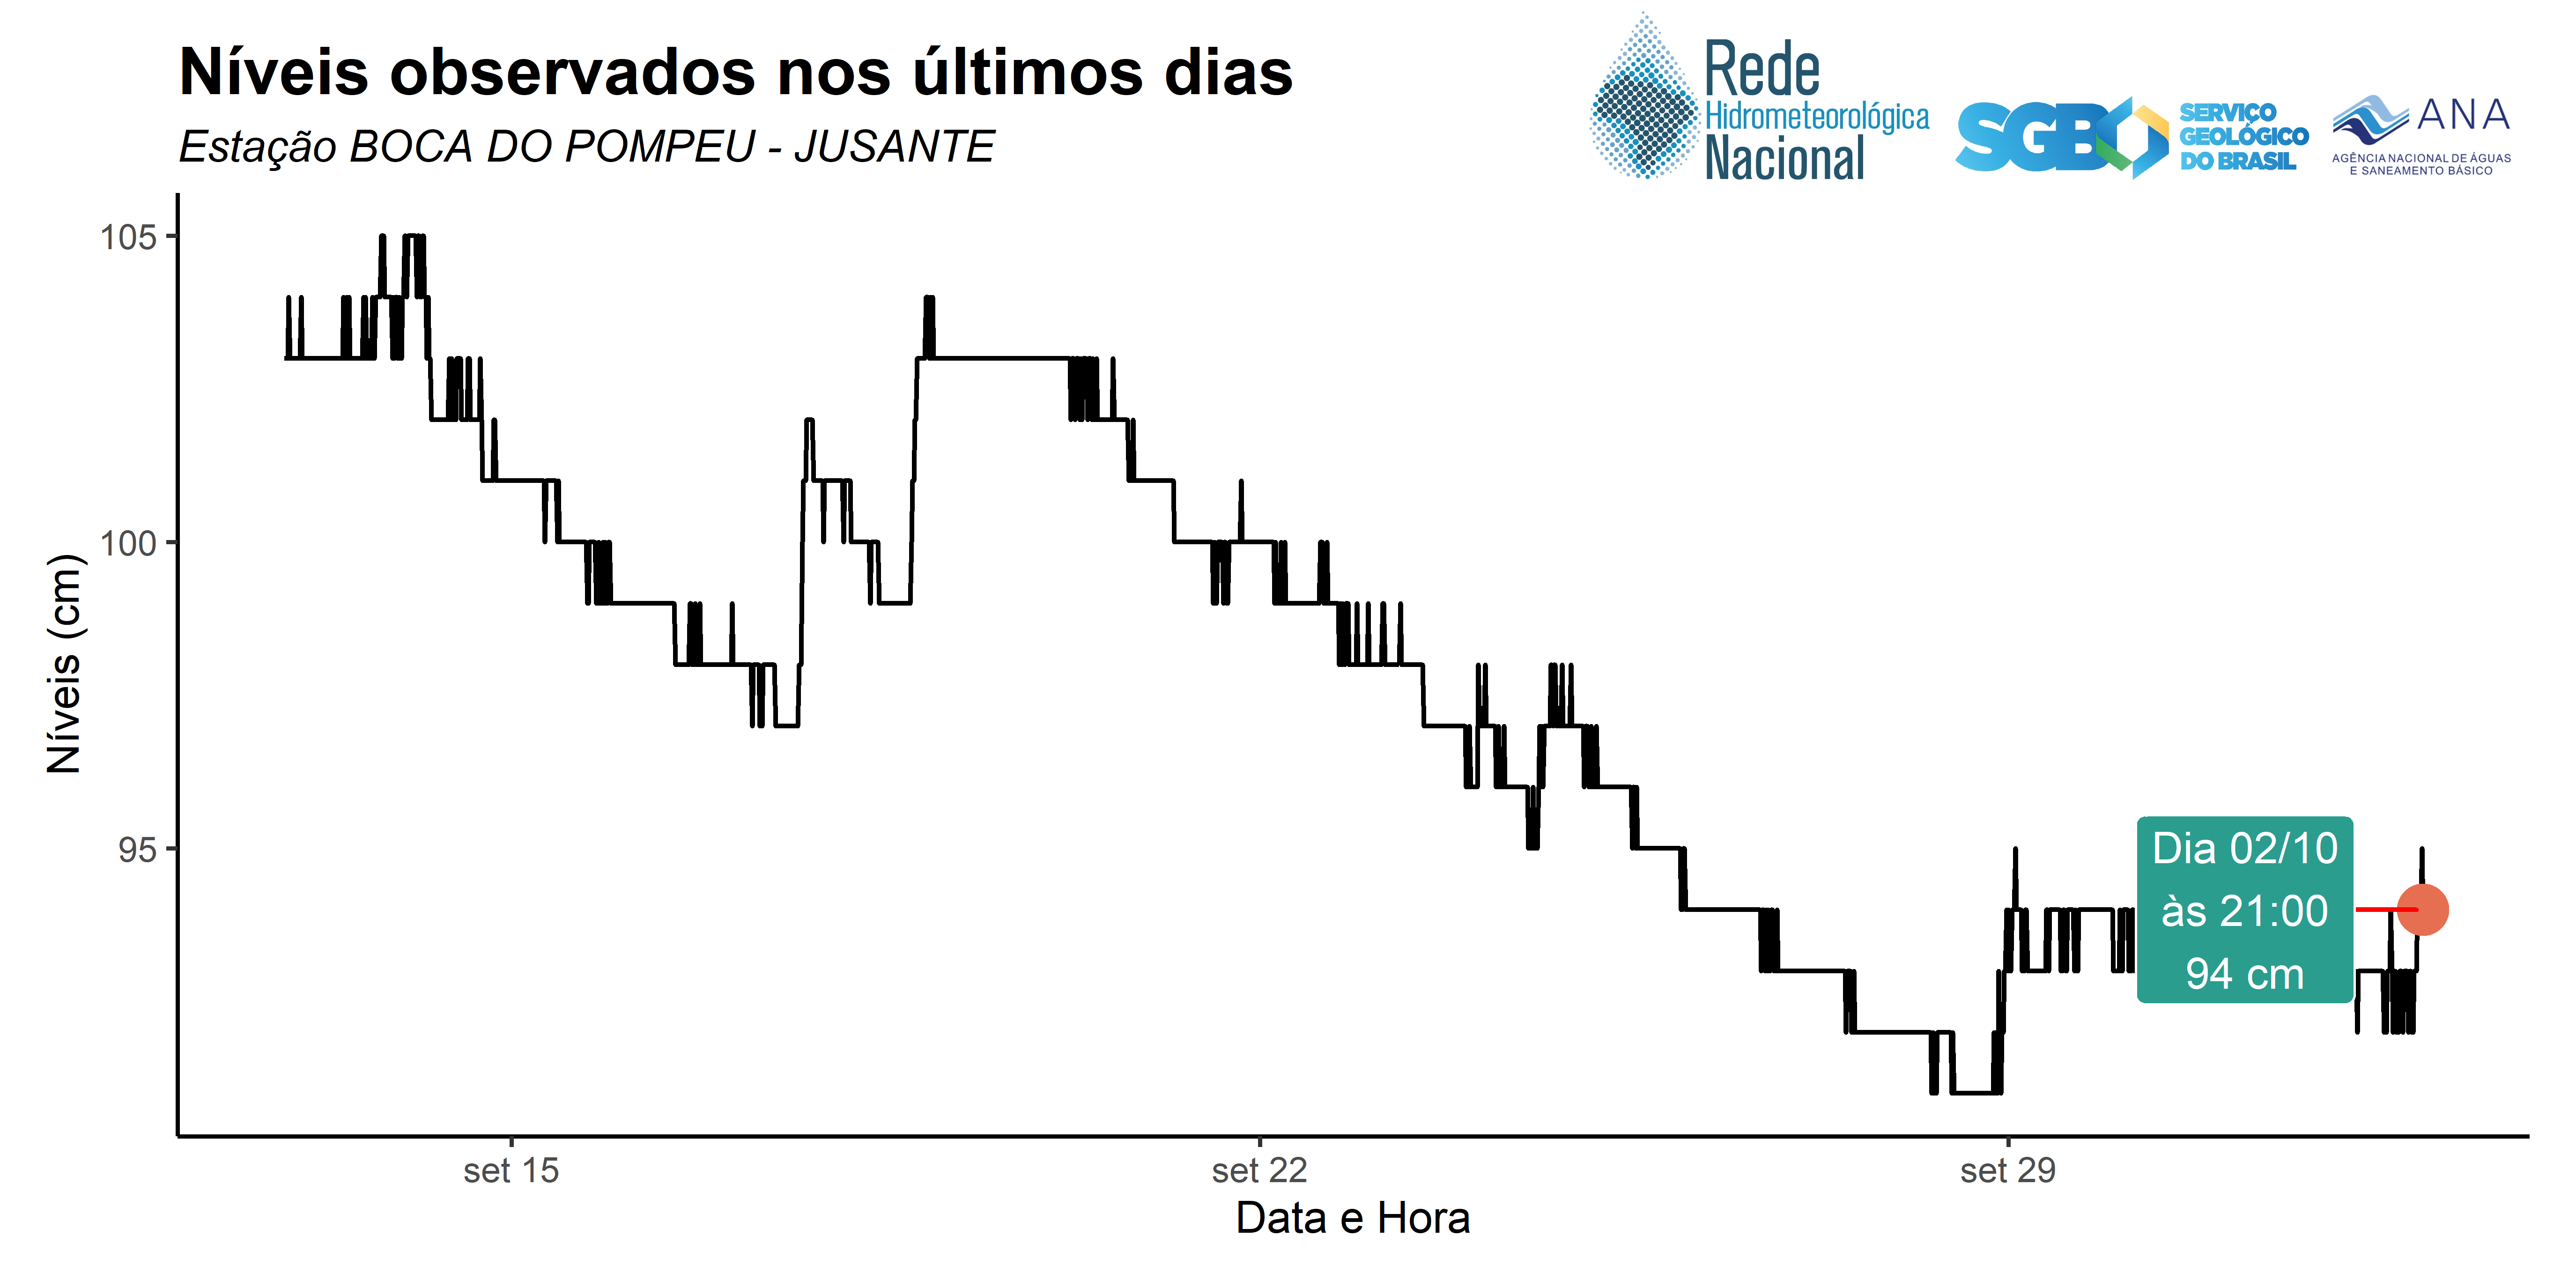 Níveis observados nos últimos dias
Estação BOCA DO POMPEU - JUSANTE
Rede
Hidrometeorológica
Nacional
SGB
SERVIÇO
GEOLÓGICO
DO BRASIL
ANA
AGÊNCIA NACIONAL DE ÁGUAS
E SANEAMENTO BÁSICO
Níveis (cm)
105
100
95
Dia 02/10
às 21:00
94 cm
set 15
set 22
set 29
Data e Hora